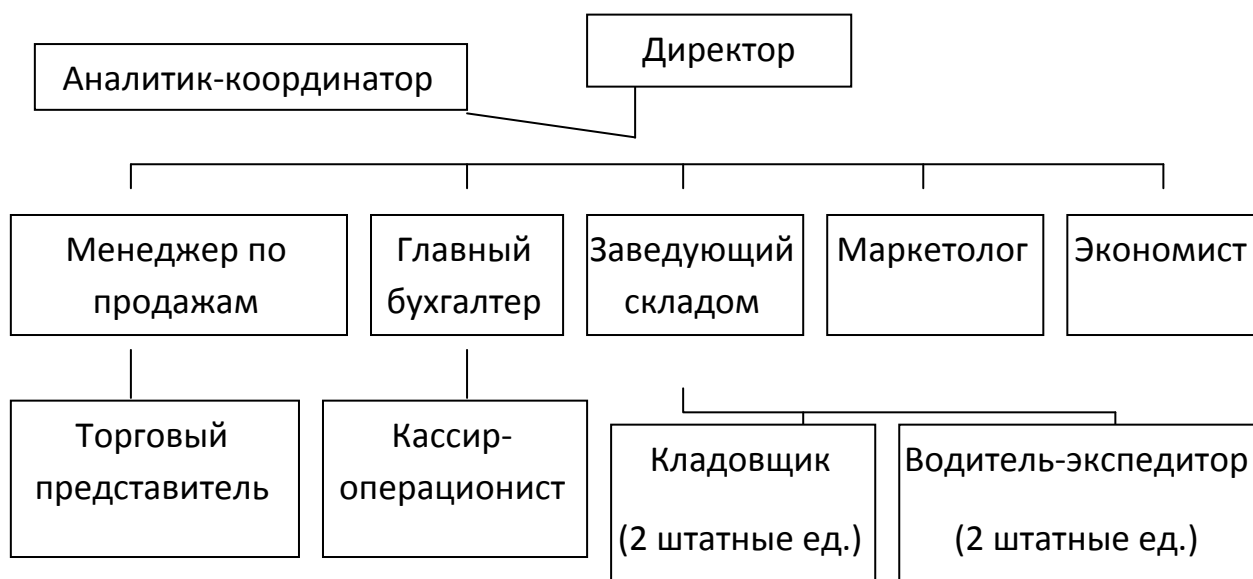 Директор
Аналитик-координатор
Менеджер по
продажам
Главный
бухгалтер
Заведующий
складом
Маркетолог
Экономист
Торговый
представитель
Кассир-
операционист
Кладовщик
(2 штатные ед.)
Водитель-экспедитор
(2 штатные ед.)